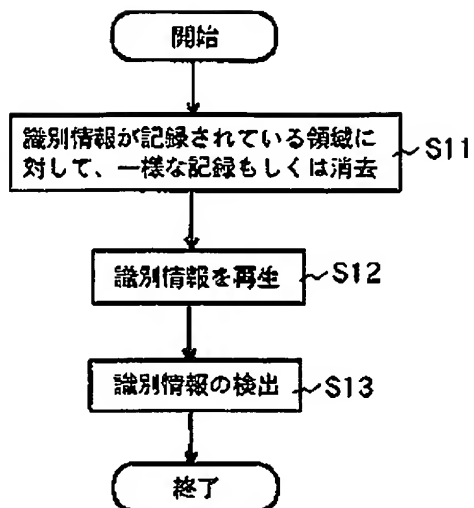 開始
識別情報が記録されている領域に
対して、一様な記録もしくは消去
S11
識別情報を再生
S12
識別情報の検出
S13
終了